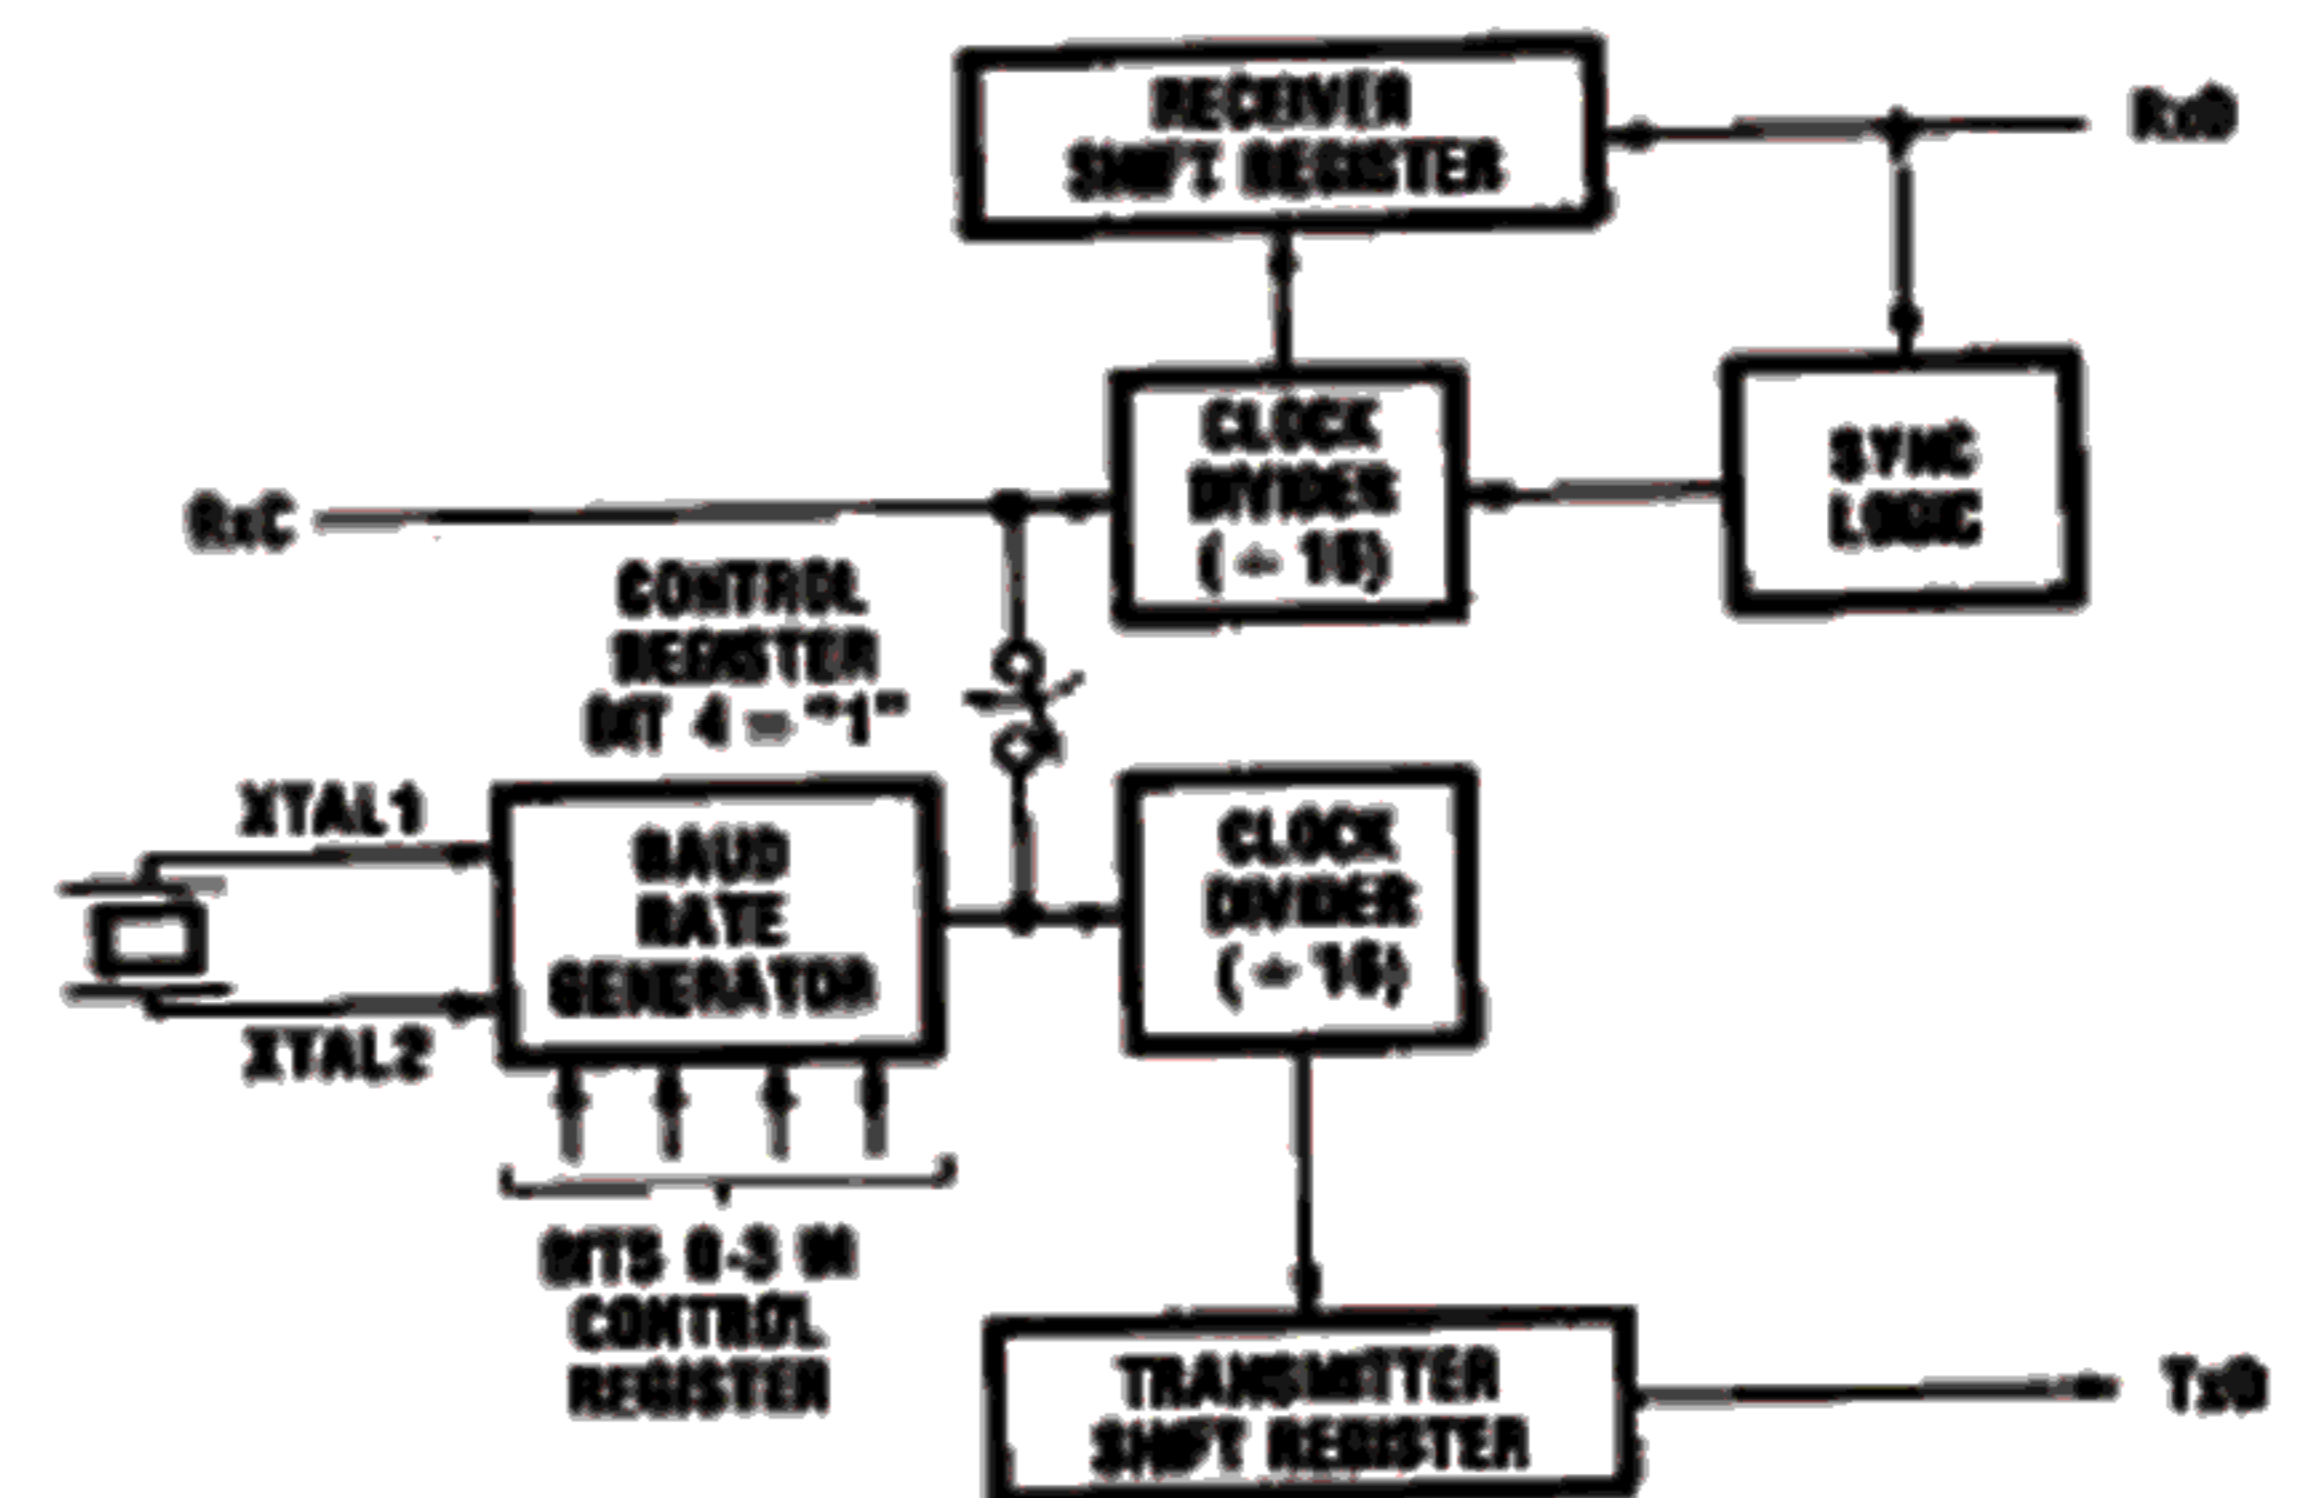 RECEIVER
SHIFT REGISTER
RxD
CLOCK
DIVIDER
(÷ 16)
SYNC
LOGIC
RxC
CONTROL
REGISTER
BIT 4 = "1"
XTAL1
BAUD
RATE
GENERATOR
CLOCK
DIVIDER
(÷ 16)
XTAL2
BITS 0-3 IN
CONTROL
REGISTER
TRANSMITTER
SHIFT REGISTER
TxD